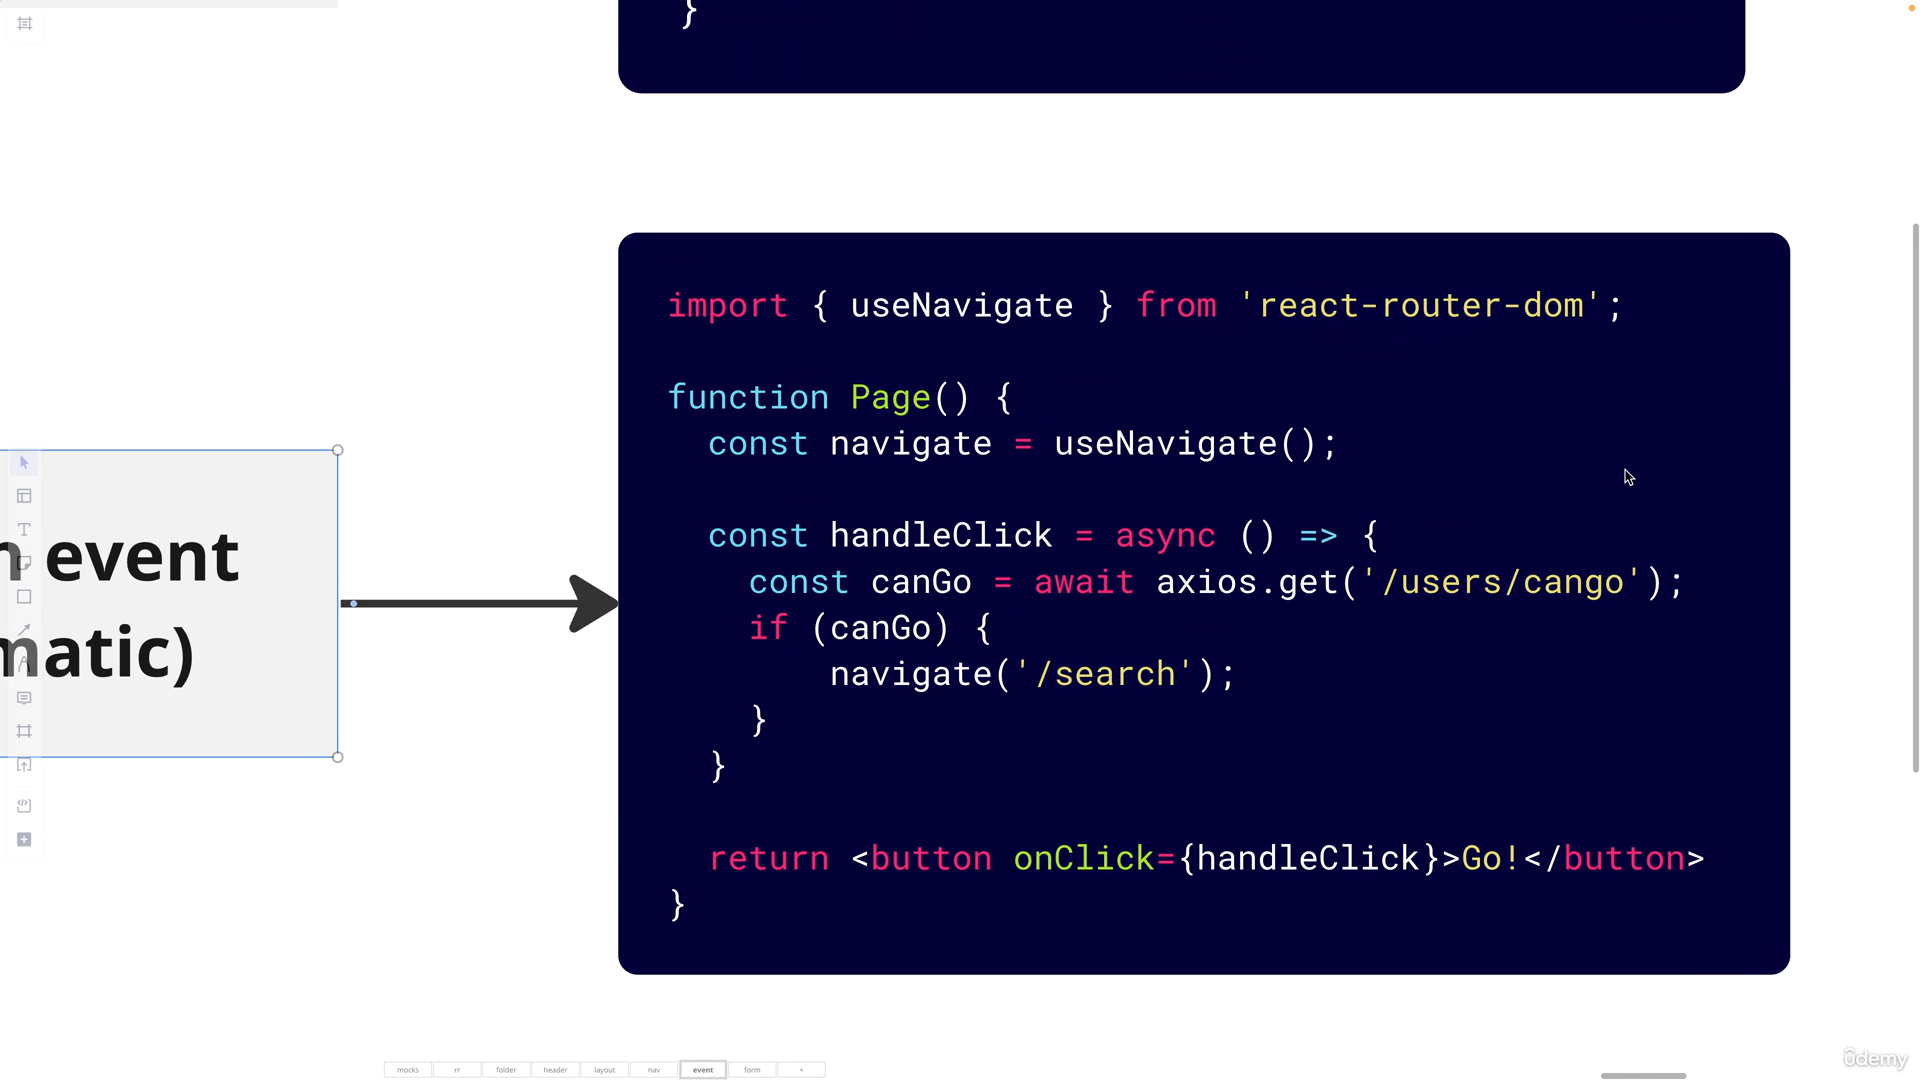 }
import { useNavigate } from 'react-router-dom';
function Page() {
const navigate = useNavigate();
const handleClick = async () => {
const canGo = await axios.get('/users/cango');
if (canGo) {
navigate('/search');
}
}
return <button onClick={handleClick}>Go!</button>
}
n event
matic)
mocks rr folder header layout nav event form +
ûdemy